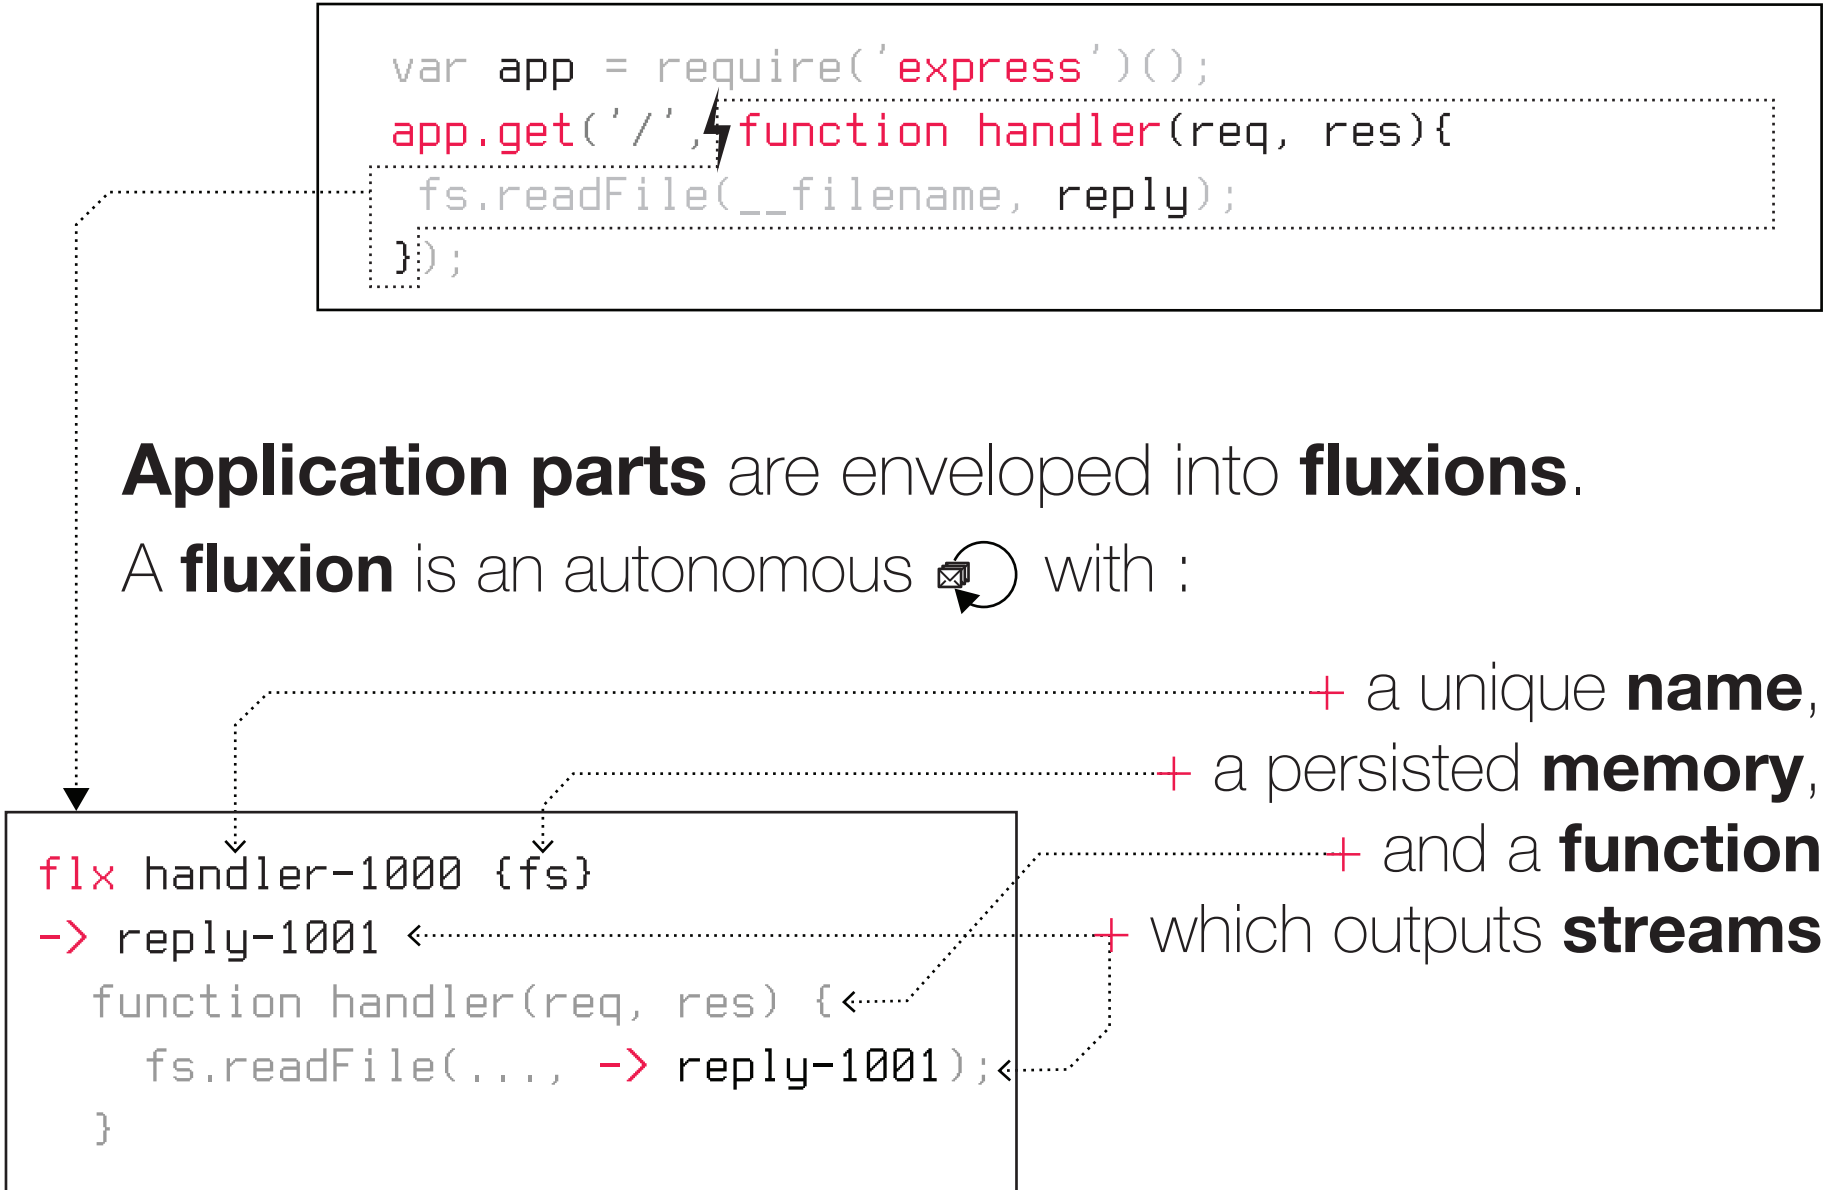 var app = require('express')();
app.get('/', function handler(req, res){
fs.readFile(__filename, reply);
});
Application parts are enveloped into fluxions.
A fluxion is an autonomous with :
+ a unique name,
+ a persisted memory,
+ and a function
+ which outputs streams
flx handler-1000 {fs}
-> reply-1001
function handler(req, res) {
fs.readFile(..., -> reply-1001);
}